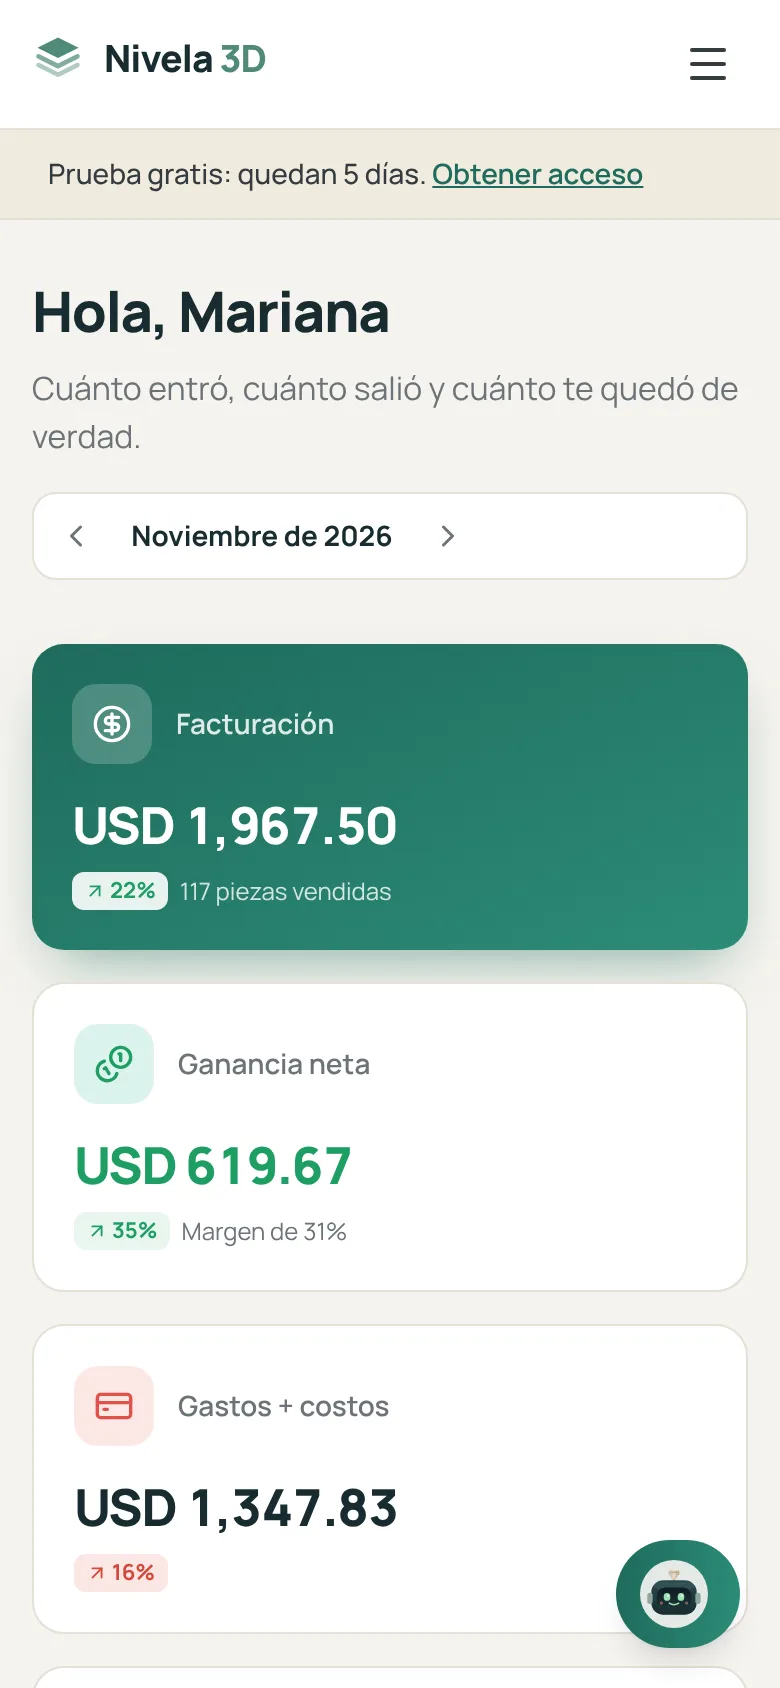 Nivela 3D
Prueba gratis: quedan 5 días. Obtener acceso
Hola, Mariana
Cuánto entró, cuánto salió y cuánto te quedó de
verdad.
Noviembre de 2026
Facturación
USD 1,967.50
22% 117 piezas vendidas
Ganancia neta
USD 619.67
35% Margen de 31%
Gastos + costos
USD 1,347.83
16%